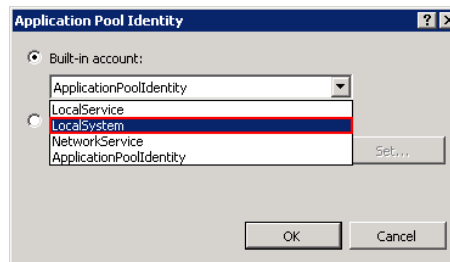 Application Pool Identity
Built-in account:
ApplicationPoolIdentity
LocalService
LocalSystem
NetworkService
ApplicationPoolIdentity
Set...
OK
Cancel